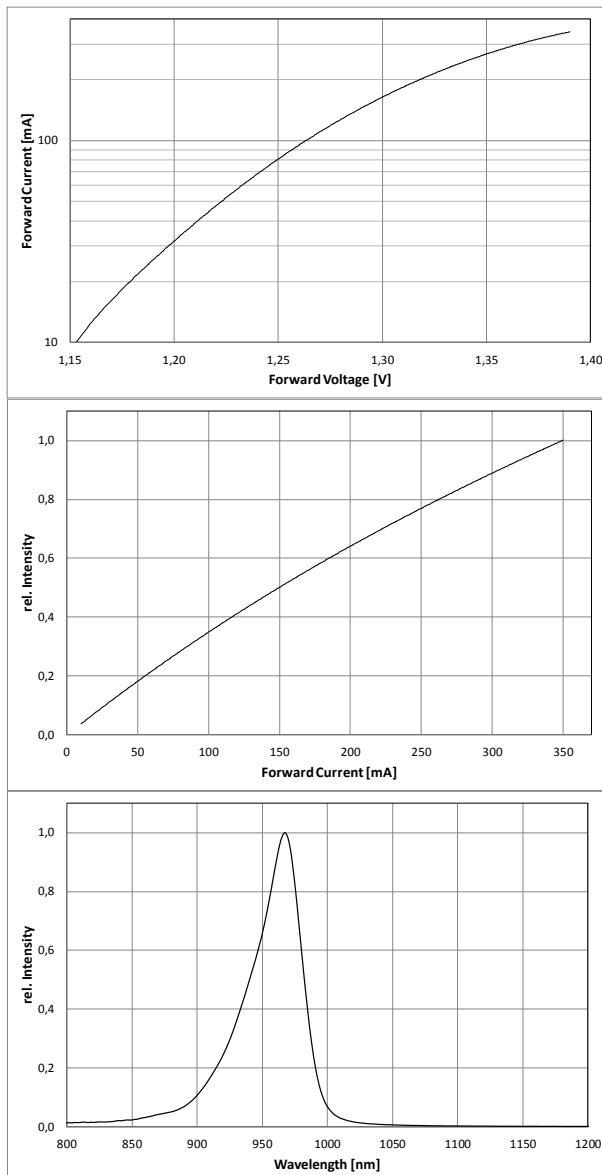 Forward Current [mA]
100
10
1,15 1,20 1,25 1,30 1,35 1,40
Forward Voltage [V]
rel. Intensity
1,0
0,8
0,6
0,4
0,2
0,0
0 50 100 150 200 250 300 350
Forward Current [mA]
rel. Intensity
1,0
0,8
0,6
0,4
0,2
0,0
800 850 900 950 1000 1050 1100 1150 1200
Wavelength [nm]